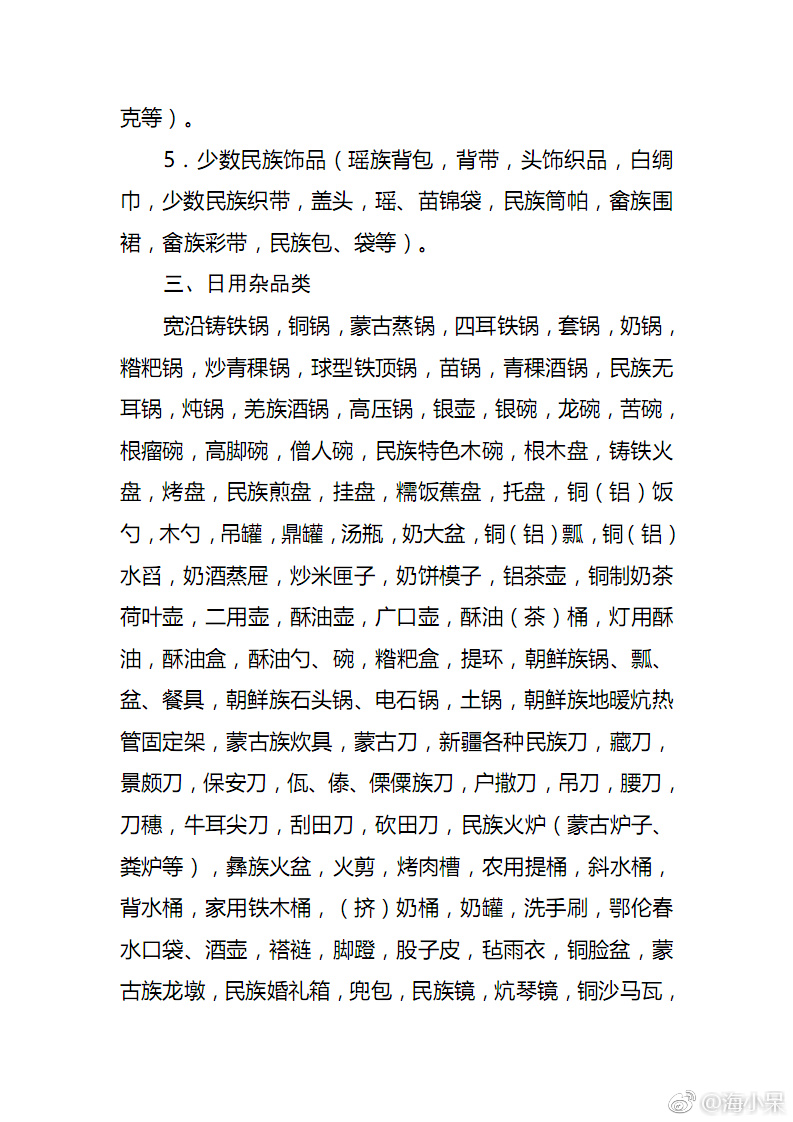 克等）。
5．少数民族饰品（瑶族背包，背带，头饰织品，白绸
巾，少数民族织带，盖头，瑶、苗锦袋，民族筒帕，畲族围
裙，畲族彩带，民族包、袋等）。
三、日用杂品类
宽沿铸铁锅，铜锅，蒙古蒸锅，四耳铁锅，套锅，奶锅，
糌粑锅，炒青稞锅，球型铁顶锅，苗锅，青稞酒锅，民族无
耳锅，炖锅，羌族酒锅，高压锅，银壶，银碗，龙碗，苦碗，
根瘤碗，高脚碗，僧人碗，民族特色木碗，根木盘，铸铁火
盘，烤盘，民族煎盘，挂盘，糯饭蕉盘，托盘，铜（铝）饭
勺，木勺，吊罐，鼎罐，汤瓶，奶大盆，铜（铝）瓢，铜（铝）
水舀，奶酒蒸屉，炒米匣子，奶饼模子，铝茶壶，铜制奶茶
荷叶壶，二用壶，酥油壶，广口壶，酥油（茶）桶，灯用酥
油，酥油盒，酥油勺、碗，糌粑盒，提环，朝鲜族锅、瓢、
盆、餐具，朝鲜族石头锅、电石锅，土锅，朝鲜族地暖炕热
管固定架，蒙古族炊具，蒙古刀，新疆各种民族刀，藏刀，
景颇刀，保安刀，佤、傣、傈僳族刀，户撒刀，吊刀，腰刀，
刀穗，牛耳尖刀，刮田刀，砍田刀，民族火炉（蒙古炉子、
粪炉等），彝族火盆，火剪，烤肉槽，农用提桶，斜水桶，
背水桶，家用铁木桶，（挤）奶桶，奶罐，洗手刷，鄂伦春
水口袋、酒壶，褡裢，脚蹬，股子皮，毡雨衣，铜脸盆，蒙
古族龙墩，民族婚礼箱，兜包，民族镜，炕琴镜，铜沙马瓦，
@海小呆